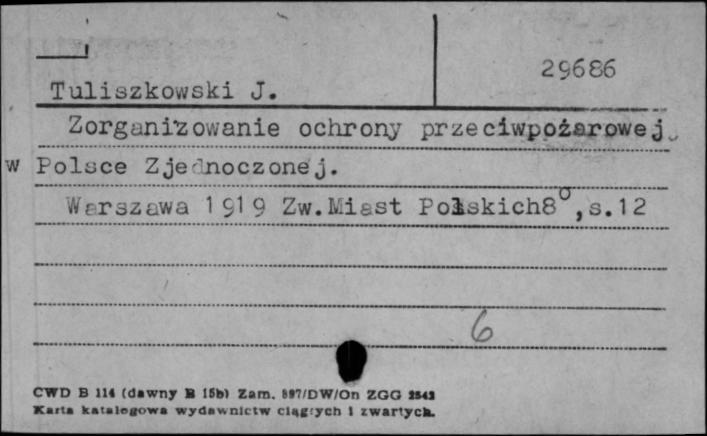 29686
Tuliszkowski J.
Zorganizowanie ochrony przeciwpożarowej
w Polsce Zjednoczonej.
Warszawa 1919 Zw.Miast Polskich8°,s.12
6
CWD B 114 (dawny B 15b) Zam. 897/DW/On ZGG 2542
Karta katalogowa wydawnictw ciągłych i zwartych.